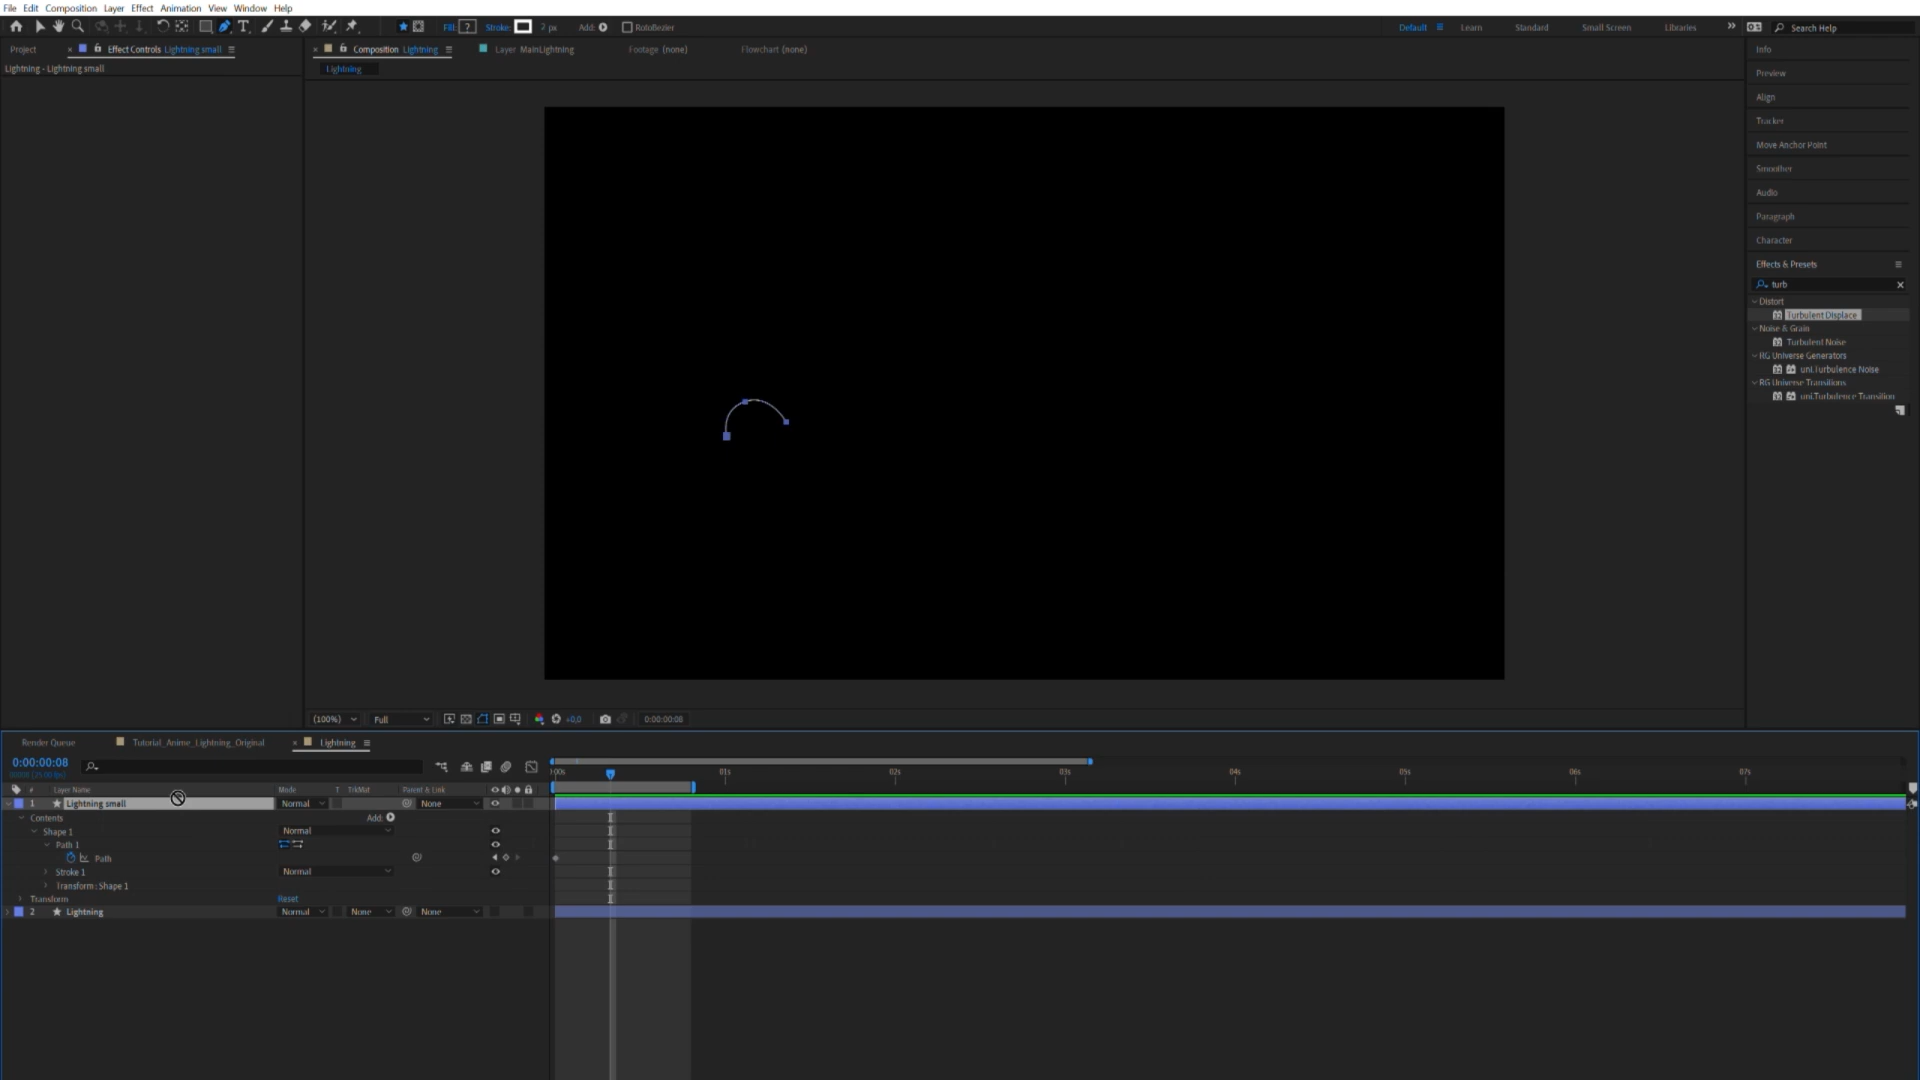 File Edit Composition Layer Effect Animation View Window Help
Fill: ? Stroke: 2 px Add: RotoBezier Default Learn Standard Small Screen Libraries Search Help
Project Effect Controls Lightning small Composition Lightning Layer MainLightning Footage (none) Flowchart (none) Info
Lightning - Lightning small Lightning
Preview
Align
Tracker
Move Anchor Point
Smoother
Audio
Paragraph
Character
Effects & Presets
turb
Distort
Turbulent Displace
Noise & Grain
Turbulent Noise
RG Universe Generators
uni.Turbulence Noise
RG Universe Transitions
uni.Turbulence Transition
(100%) Full +0,0 0:00:00:08
Render Queue Tutorial_Anime_Lightning_Original Lightning
0:00:00:08
01s 02s 03s 04s 05s 06s 07s
# Layer Name Mode T TrkMat Parent & Link
1 Lightning small Normal None
Contents Add:
Shape 1 Normal
Path 1
Path
Stroke 1 Normal
Transform: Shape 1
Transform Reset
2 Lightning Normal None None